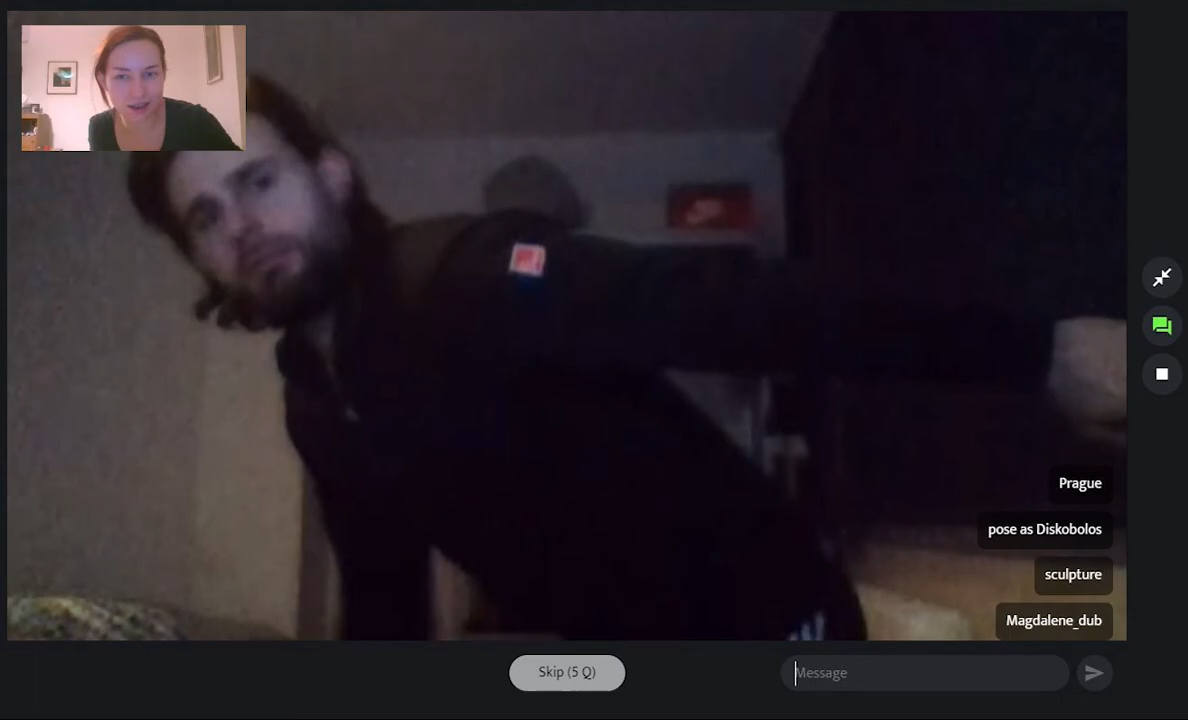 Prague
pose as Diskobolos
sculpture
Magdalene_dub
Skip (5 Q)
Message